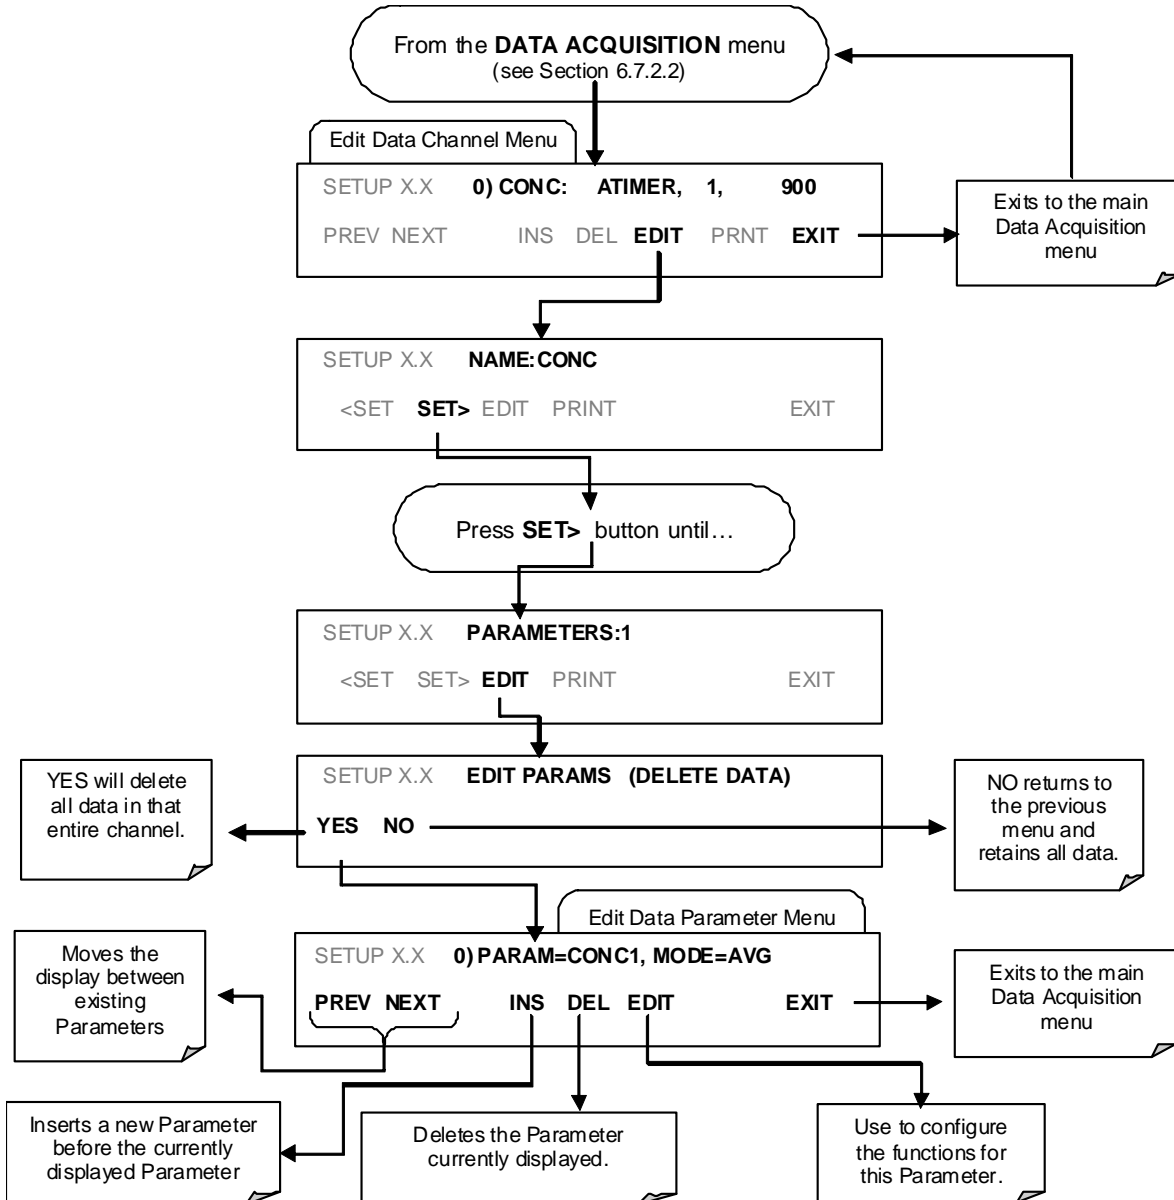 From the DATA ACQUISITION menu
(see Section 6.7.2.2)
Edit Data Channel Menu
SETUP X.X 0) CONC: ATIMER, 1, 900
PREV NEXT INS DEL EDIT PRNT EXIT
Exits to the main
Data Acquisition
menu
SETUP X.X NAME:CONC
<SET SET> EDIT PRINT EXIT
Press SET> button until…
SETUP X.X PARAMETERS:1
<SET SET> EDIT PRINT EXIT
YES will delete
all data in that
entire channel.
SETUP X.X EDIT PARAMS (DELETE DATA)
YES NO
NO returns to
the previous
menu and
retains all data.
Edit Data Parameter Menu
Moves the
display between
existing
Parameters
SETUP X.X 0) PARAM=CONC1, MODE=AVG
PREV NEXT INS DEL EDIT EXIT
Exits to the main
Data Acquisition
menu
Inserts a new Parameter
before the currently
displayed Parameter
Deletes the Parameter
currently displayed.
Use to configure
the functions for
this Parameter.